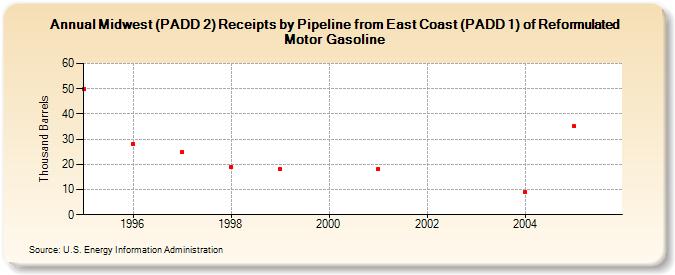 Annual Midwest (PADD 2) Receipts by Pipeline from East Coast (PADD 1) of Reformulated
Motor Gasoline
Thousand Barrels
60
50
40
30
20
10
0
1996 1998 2000 2002 2004
Source: U.S. Energy Information Administration